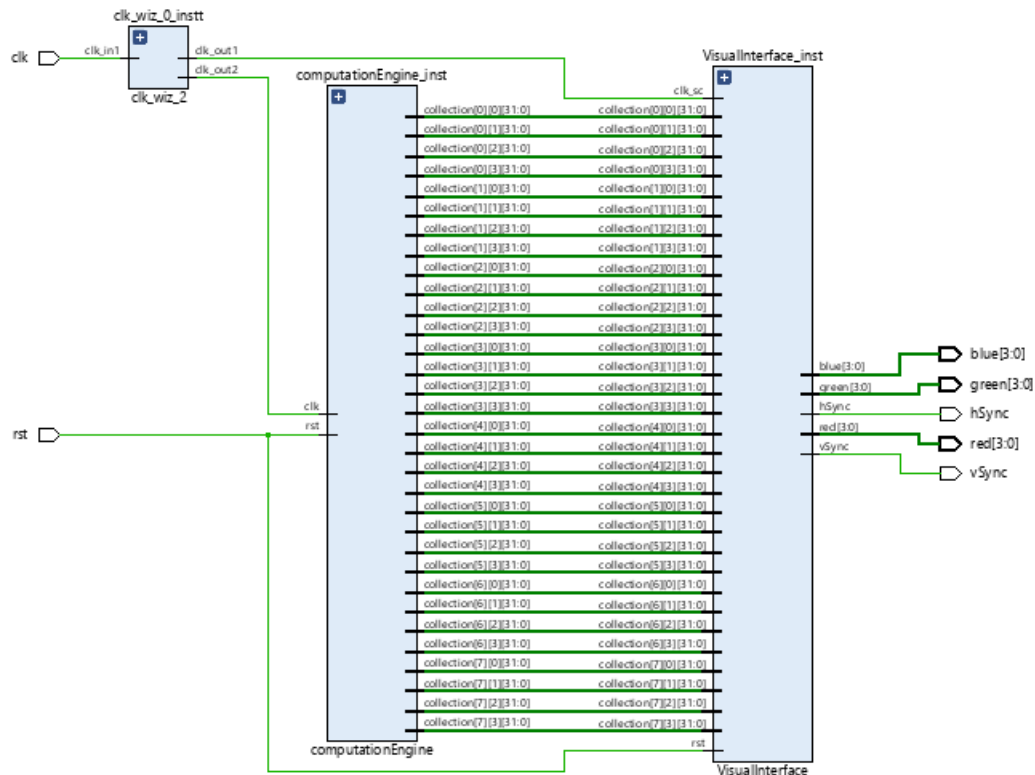 clk_wiz_0_instt
clk
clk_in1
clk_out1
clk_out2
clk_wiz_2
computationEngine_inst
VisualInterface_inst
clk_sc
collection[0][0][31:0] collection[0][0][31:0]
collection[0][1][31:0] collection[0][1][31:0]
collection[0][2][31:0] collection[0][2][31:0]
collection[0][3][31:0] collection[0][3][31:0]
collection[1][0][31:0] collection[1][0][31:0]
collection[1][1][31:0] collection[1][1][31:0]
collection[1][2][31:0] collection[1][2][31:0]
collection[1][3][31:0] collection[1][3][31:0]
collection[2][0][31:0] collection[2][0][31:0]
collection[2][1][31:0] collection[2][1][31:0]
collection[2][2][31:0] collection[2][2][31:0]
collection[2][3][31:0] collection[2][3][31:0]
collection[3][0][31:0] collection[3][0][31:0]
collection[3][1][31:0] collection[3][1][31:0]
collection[3][2][31:0] collection[3][2][31:0]
collection[3][3][31:0] collection[3][3][31:0]
collection[4][0][31:0] collection[4][0][31:0]
collection[4][1][31:0] collection[4][1][31:0]
collection[4][2][31:0] collection[4][2][31:0]
collection[4][3][31:0] collection[4][3][31:0]
collection[5][0][31:0] collection[5][0][31:0]
collection[5][1][31:0] collection[5][1][31:0]
collection[5][2][31:0] collection[5][2][31:0]
collection[5][3][31:0] collection[5][3][31:0]
collection[6][0][31:0] collection[6][0][31:0]
collection[6][1][31:0] collection[6][1][31:0]
collection[6][2][31:0] collection[6][2][31:0]
collection[6][3][31:0] collection[6][3][31:0]
collection[7][0][31:0] collection[7][0][31:0]
collection[7][1][31:0] collection[7][1][31:0]
collection[7][2][31:0] collection[7][2][31:0]
collection[7][3][31:0] collection[7][3][31:0]
clk
rst
rst
rst
computationEngine
VisualInterface
blue[3:0] blue[3:0]
green[3:0] green[3:0]
hSync hSync
red[3:0] red[3:0]
vSync vSync